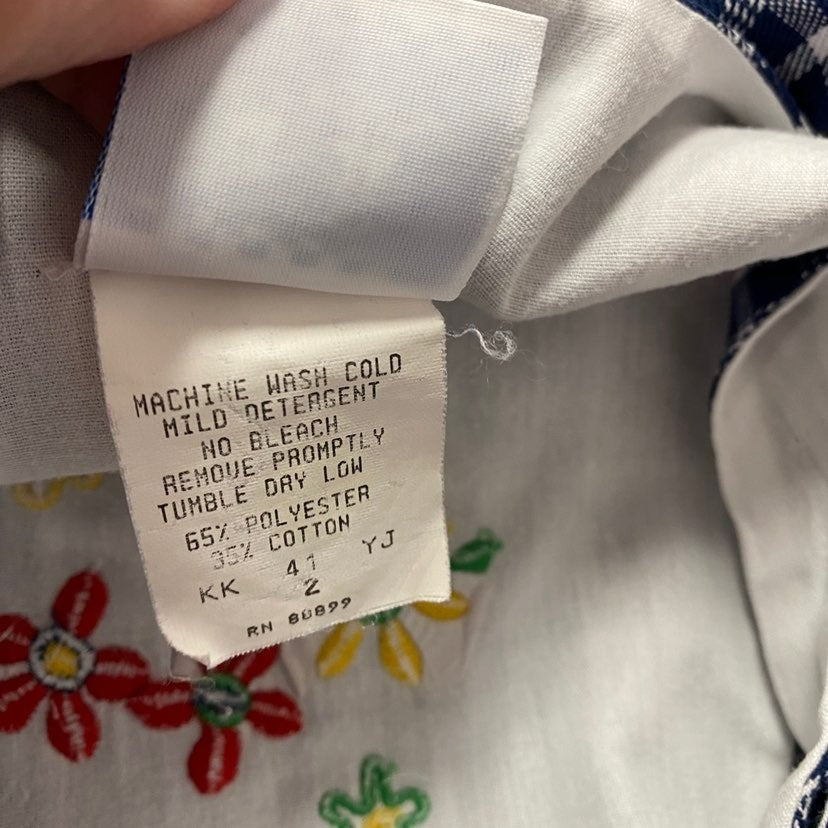 MACHINE WASH COLD
MILD DETERGENT
NO BLEACH
REMOVE PROMPTLY
TUMBLE DRY LOW
65% POLYESTER
35% COTTON
KK 41 YJ
2
RN 80899